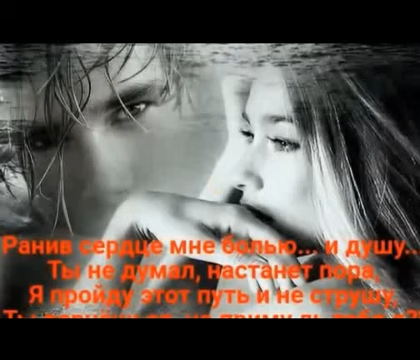 Ранив сердце мне болью... и душу..
Ты не думал, настанет пора,
Я пройду этот путь и не струшу,